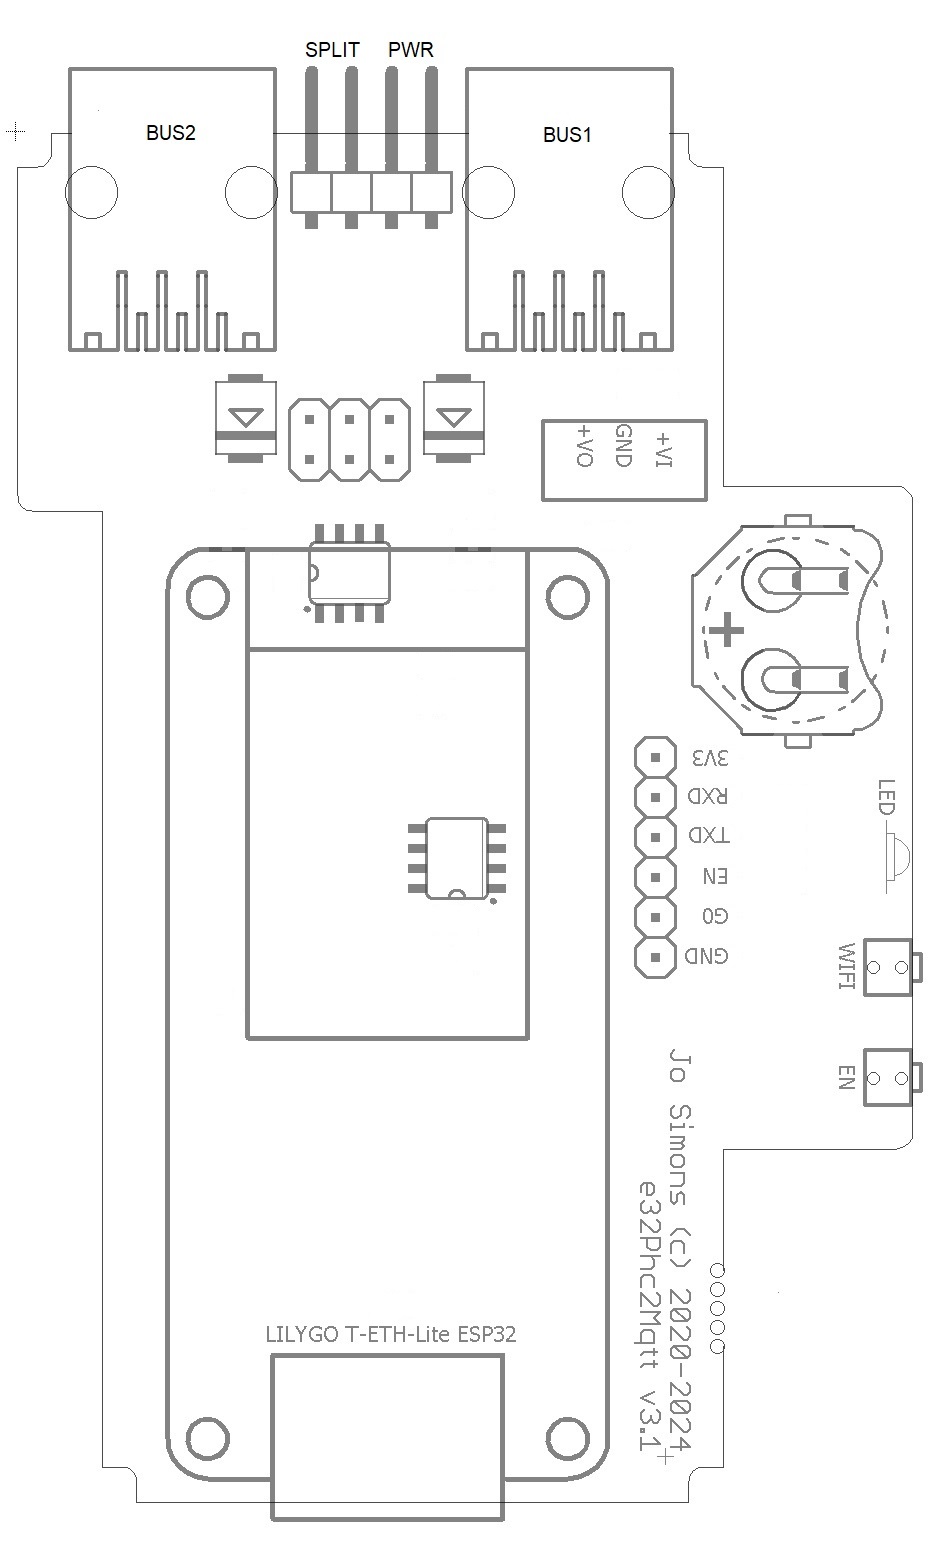 SPLIT PWR
BUS2
BUS1
+VO
GND
+VI
3V3
RXD
TXD
EN
G0
GND
LED
WIFI
EN
Jo Simons (c) 2020-2024
e32Phc2Mqtt v3.1
LILYGO T-ETH-Lite ESP32